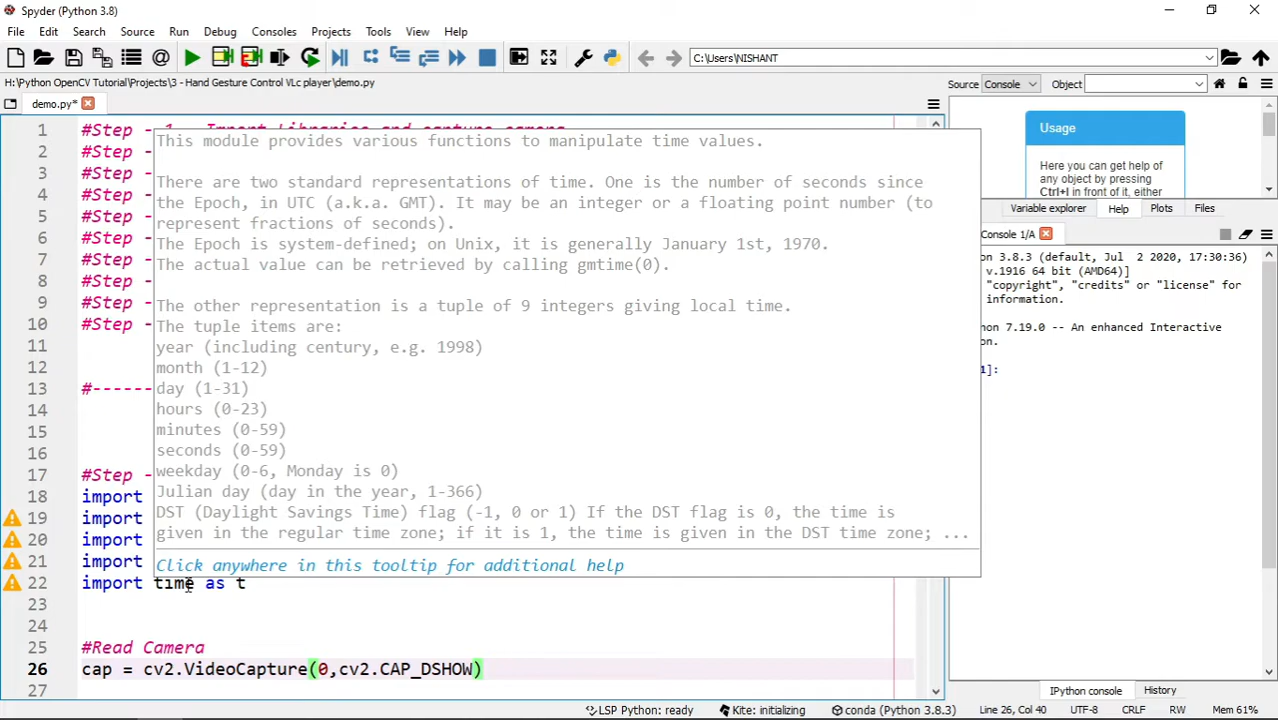 Spyder (Python 3.8)
File Edit Search Source Run Debug Consoles Projects Tools View Help
C:\Users\NISHANT
H:\Python OpenCV Tutorial\Projects\3 - Hand Gesture Control VLc player\demo.py
Source Console Object
demo.py*
1 #Step - 1 - Import Libraries and capture camera
2 #Step -
3 #Step -
4 #Step -
5 #Step -
6 #Step -
7 #Step -
8 #Step -
9 #Step -
10 #Step -
11
12
13 #------
14
15
16
17 #Step -
18 import
19 import
20 import
21 import
22 import time as t
23
24
25 #Read Camera
26 cap = cv2.VideoCapture(0,cv2.CAP_DSHOW)
27
This module provides various functions to manipulate time values.
There are two standard representations of time. One is the number of seconds since
the Epoch, in UTC (a.k.a. GMT). It may be an integer or a floating point number (to
represent fractions of seconds).
The Epoch is system-defined; on Unix, it is generally January 1st, 1970.
The actual value can be retrieved by calling gmtime(0).
The other representation is a tuple of 9 integers giving local time.
The tuple items are:
year (including century, e.g. 1998)
month (1-12)
day (1-31)
hours (0-23)
minutes (0-59)
seconds (0-59)
weekday (0-6, Monday is 0)
Julian day (day in the year, 1-366)
DST (Daylight Savings Time) flag (-1, 0 or 1) If the DST flag is 0, the time is
given in the regular time zone; if it is 1, the time is given in the DST time zone; ...
Click anywhere in this tooltip for additional help
Usage
Here you can get help
of any object by pressing
Ctrl+I in front of it, either
Variable explorer Help Plots Files
Console 1/A
on 3.8.3 (default, Jul 2 2020, 17:30:36)
v.1916 64 bit (AMD64)]
"copyright", "credits" or "license" for
information.
hon 7.19.0 -- An enhanced Interactive
on.
1]:
IPython console History
LSP Python: ready Kite: initializing conda (Python 3.8.3) Line 26, Col 40 UTF-8 CRLF RW Mem 61%